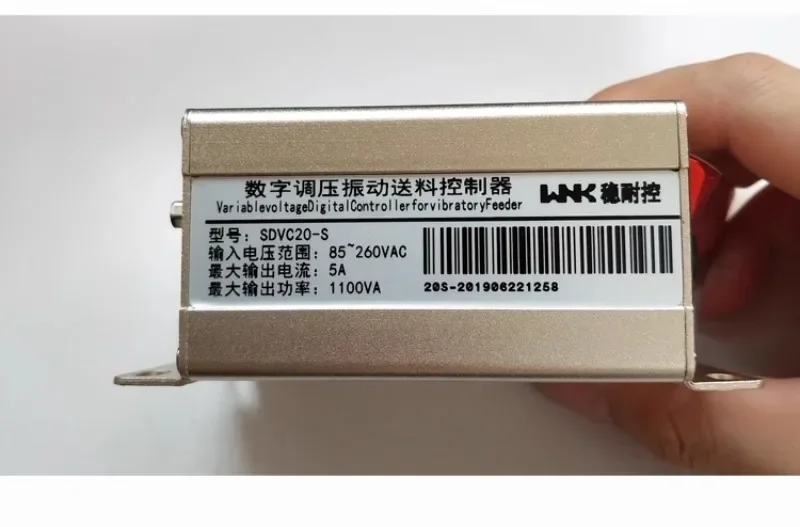 数字调压振动送料控制器
VariablevoltageDigitalControllerforvibratoryFeeder
WNK 稳耐控
型号: SDVC20-S
输入电压范围: 85~260VAC
最大输出电流: 5A
最大输出功率: 1100VA
20S-201906221258